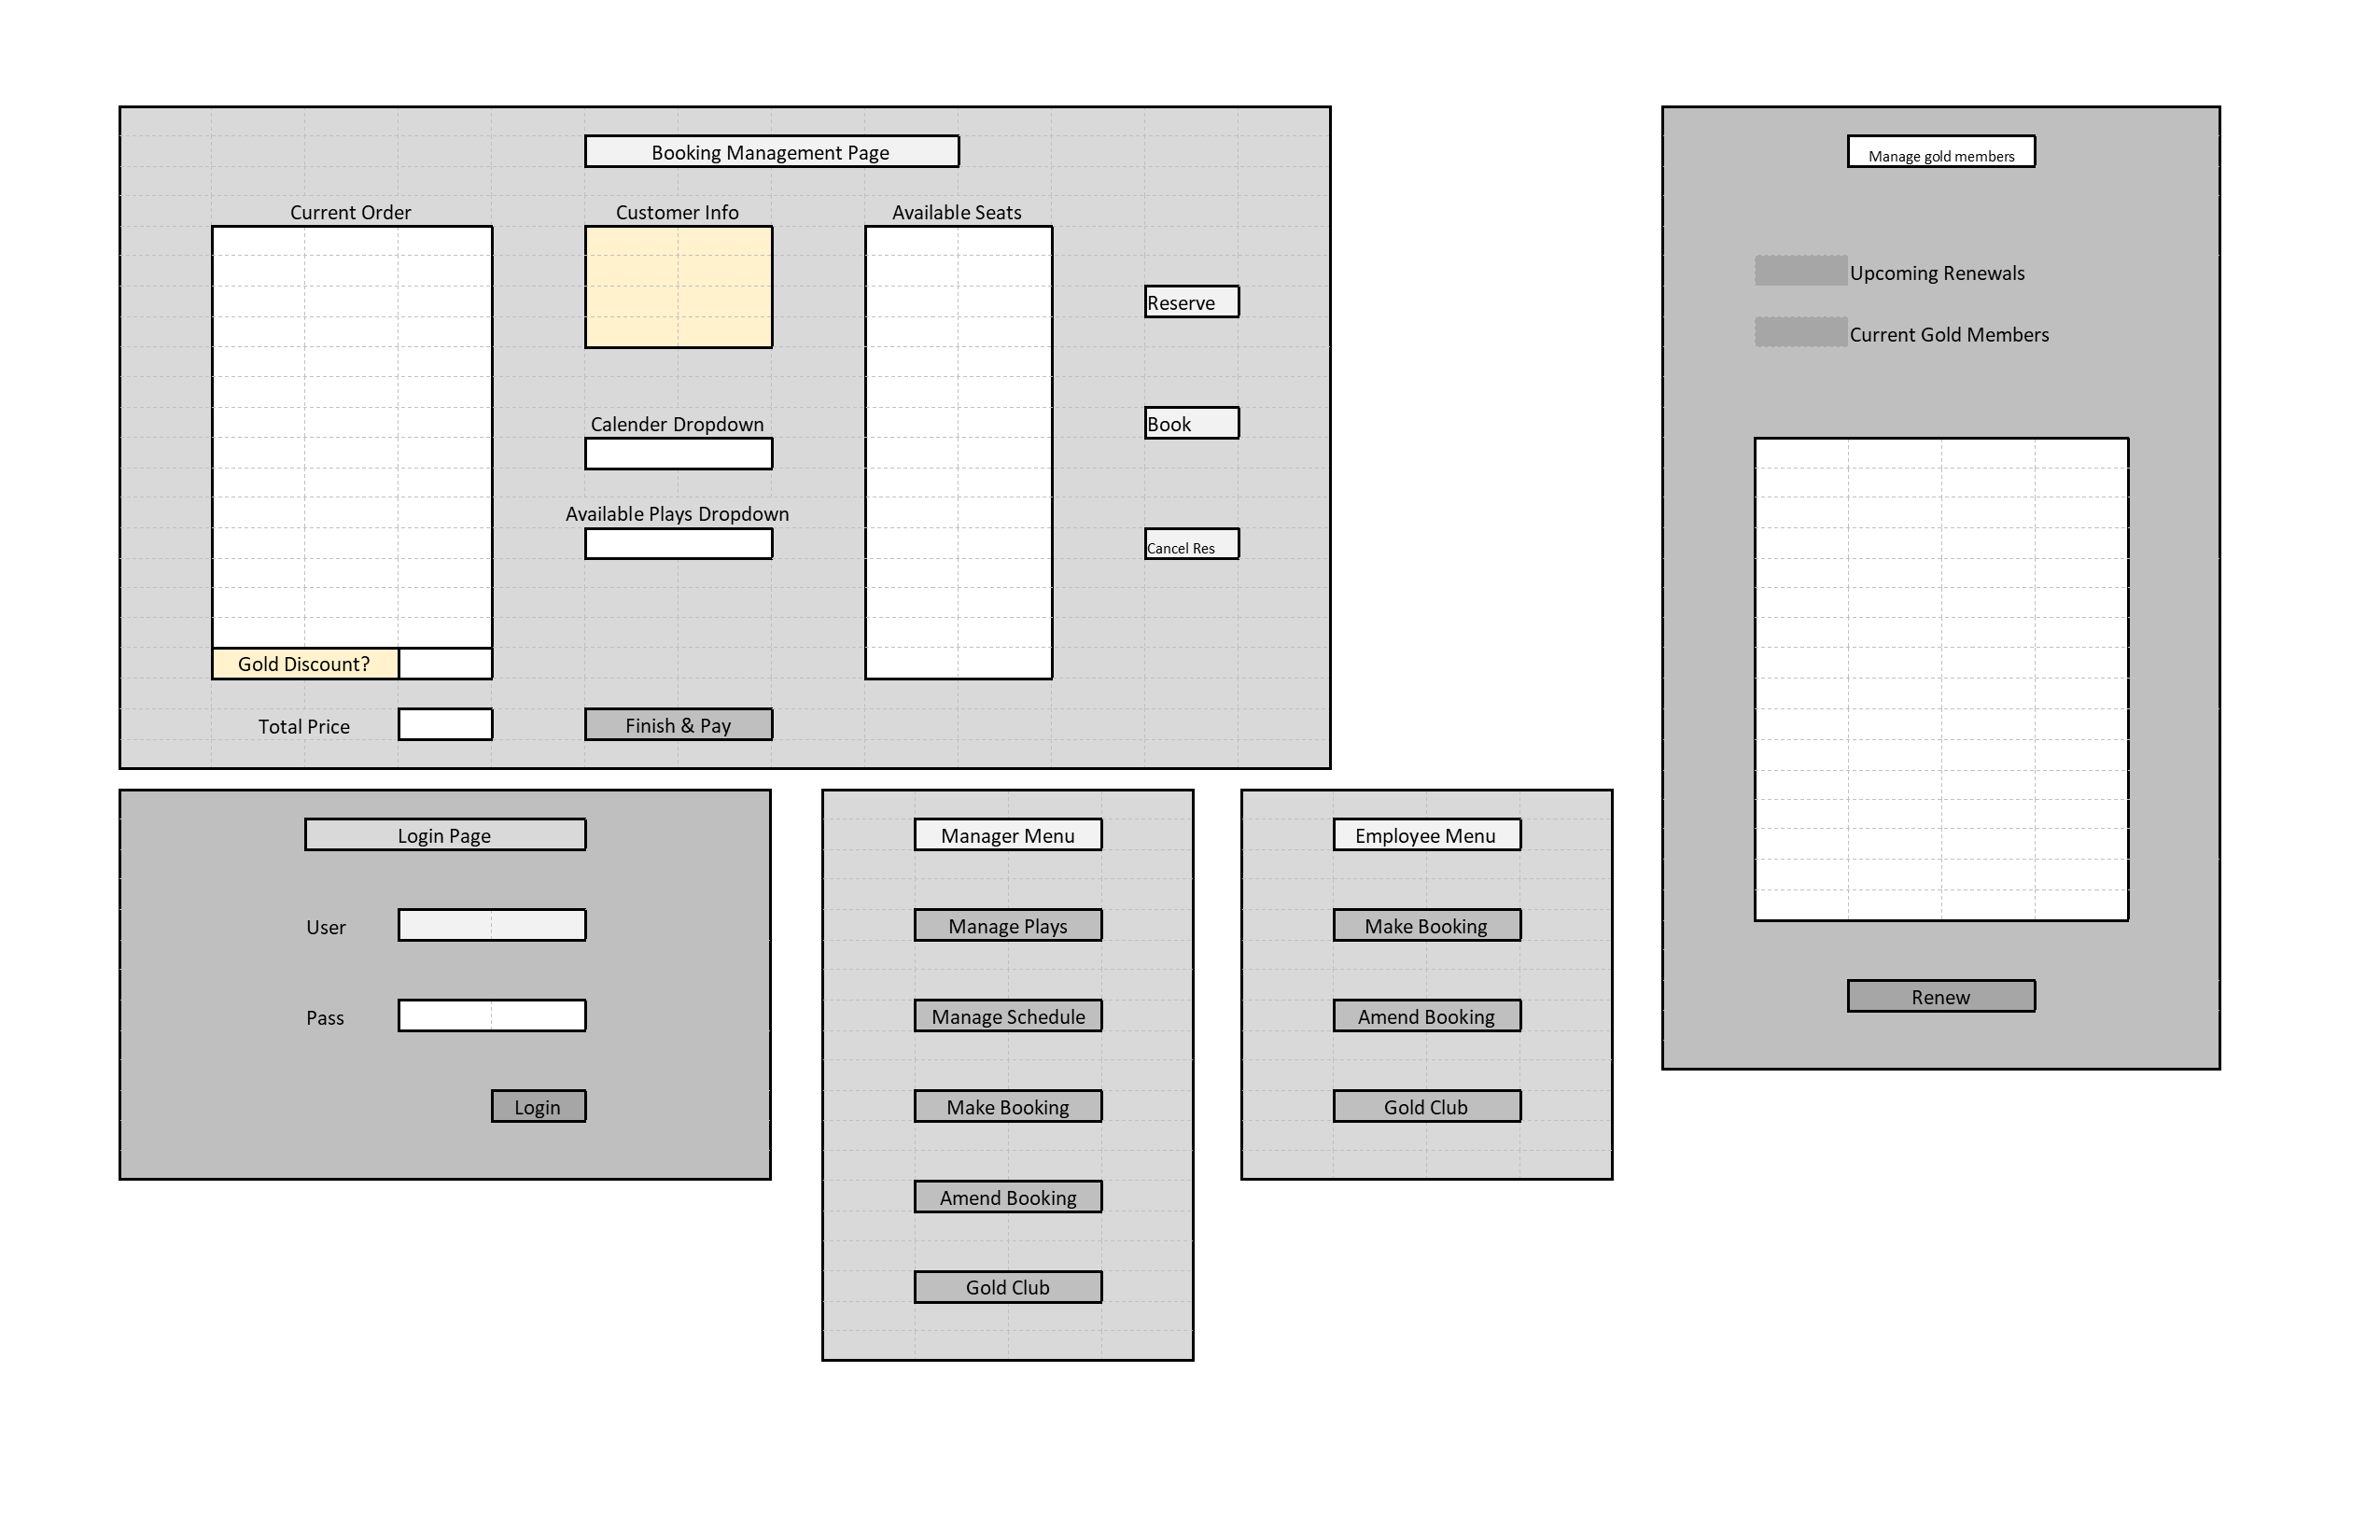 Booking Management Page
Current Order
Customer Info
Available Seats
Reserve
Calender Dropdown
Book
Available Plays Dropdown
Cancel Res
Gold Discount?
Total Price
Finish & Pay
Manage gold members
Upcoming Renewals
Current Gold Members
Renew
Login Page
User
Pass
Login
Manager Menu
Manage Plays
Manage Schedule
Make Booking
Amend Booking
Gold Club
Employee Menu
Make Booking
Amend Booking
Gold Club